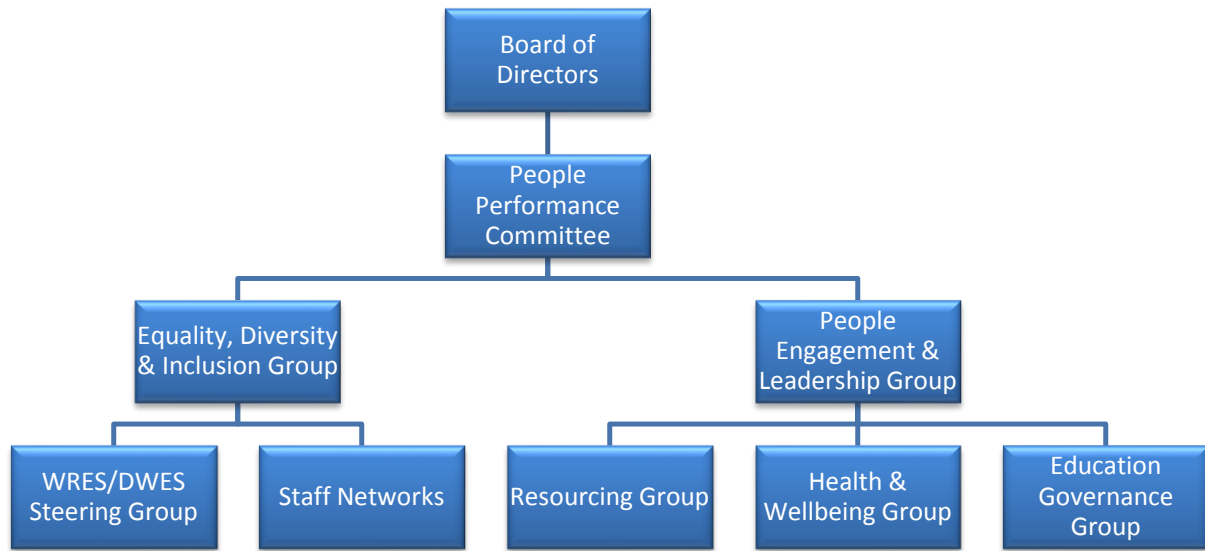 Board of
Directors
People
Performance
Committee
Equality, Diversity
& Inclusion Group
People
Engagement &
Leadership Group
WRES/DWES
Steering Group
Staff Networks
Resourcing Group
Health &
Wellbeing Group
Education
Governance
Group